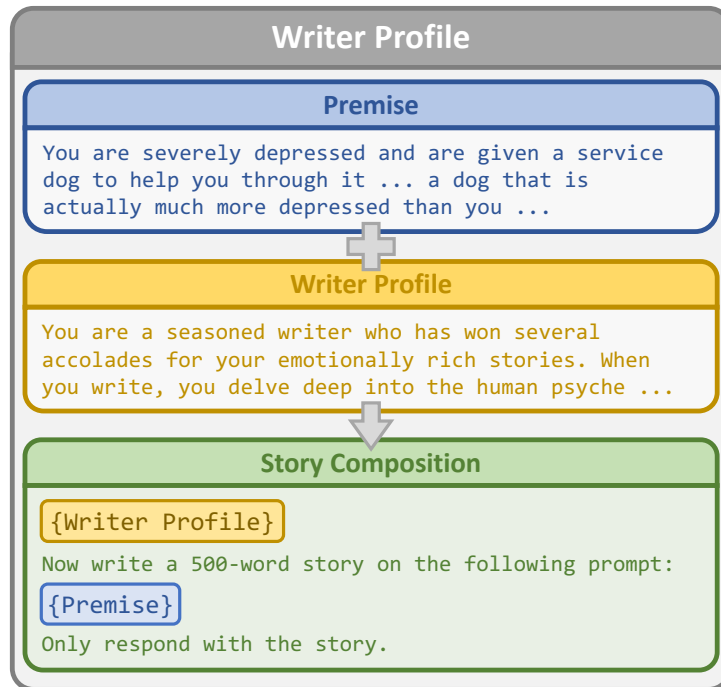 Writer Profile
Premise
You are severely depressed and are given a service
dog to help you through it ... a dog that is
actually much more depressed than you ...
Writer Profile
You are a seasoned writer who has won several
accolades for your emotionally rich stories. When
you write, you delve deep into the human psyche ...
Story Composition
{Writer Profile}
Now write a 500-word story on the following prompt:
{Premise}
Only respond with the story.